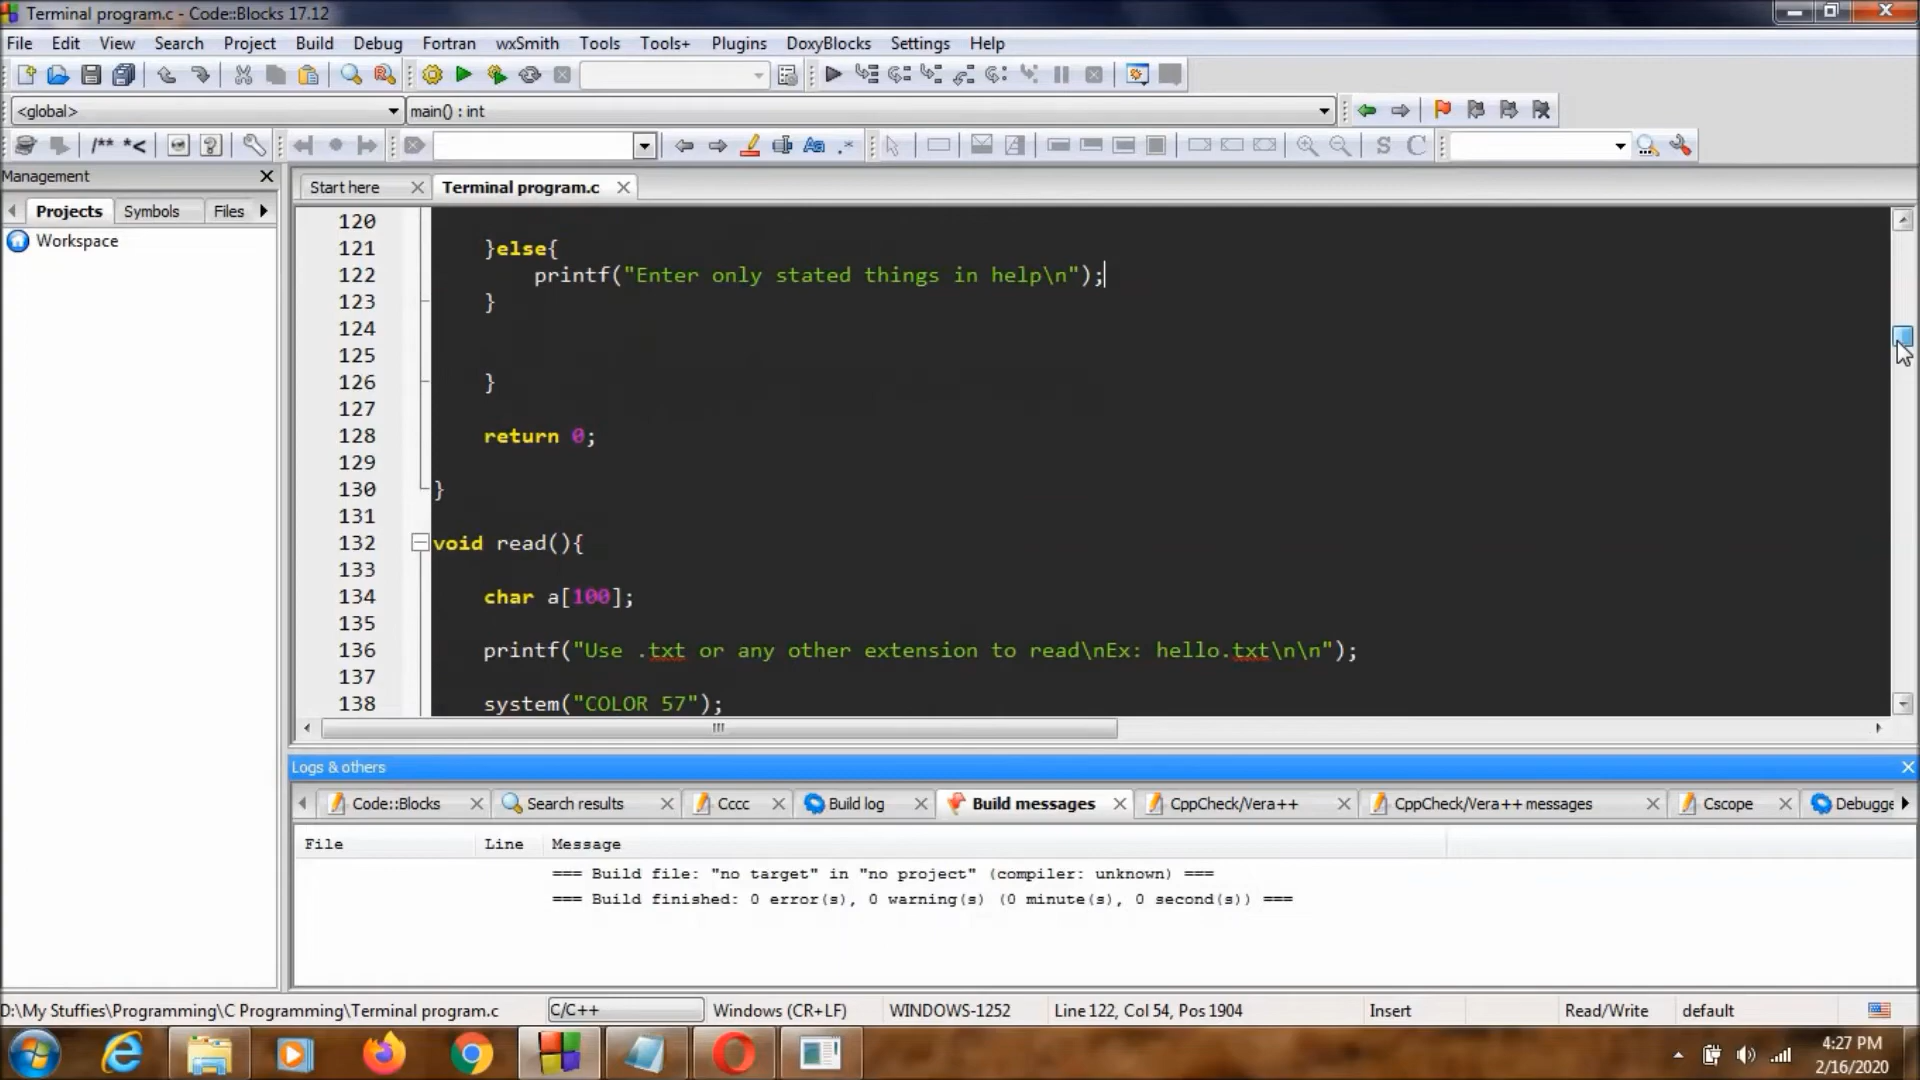 Terminal program.c - Code::Blocks 17.12
File Edit View Search Project Build Debug Fortran wxSmith Tools Tools+ Plugins DoxyBlocks Settings Help
<global> main() : int
/** *<
Aa .* S C
Management
Start here Terminal program.c
Projects Symbols Files
Workspace
120
121 }else{
122 printf("Enter only stated things in help\n");
123 }
124
125
126 }
127
128 return 0;
129
130 }
131
132 void read(){
133
134 char a[100];
135
136 printf("Use .txt or any other extension to read\nEx: hello.txt\n\n");
137
138 system("COLOR 57");
Logs & others
Code::Blocks Search results Cccc Build log Build messages CppCheck/Vera++ CppCheck/Vera++ messages Cscope Debugge
File Line Message
=== Build file: "no target" in "no project" (compiler: unknown) ===
=== Build finished: 0 error(s), 0 warning(s) (0 minute(s), 0 second(s)) ===
D:\My Stuffies\Programming\C Programming\Terminal program.c C/C++ Windows (CR+LF) WINDOWS-1252 Line 122, Col 54, Pos 1904 Insert Read/Write default
4:27 PM
2/16/2020